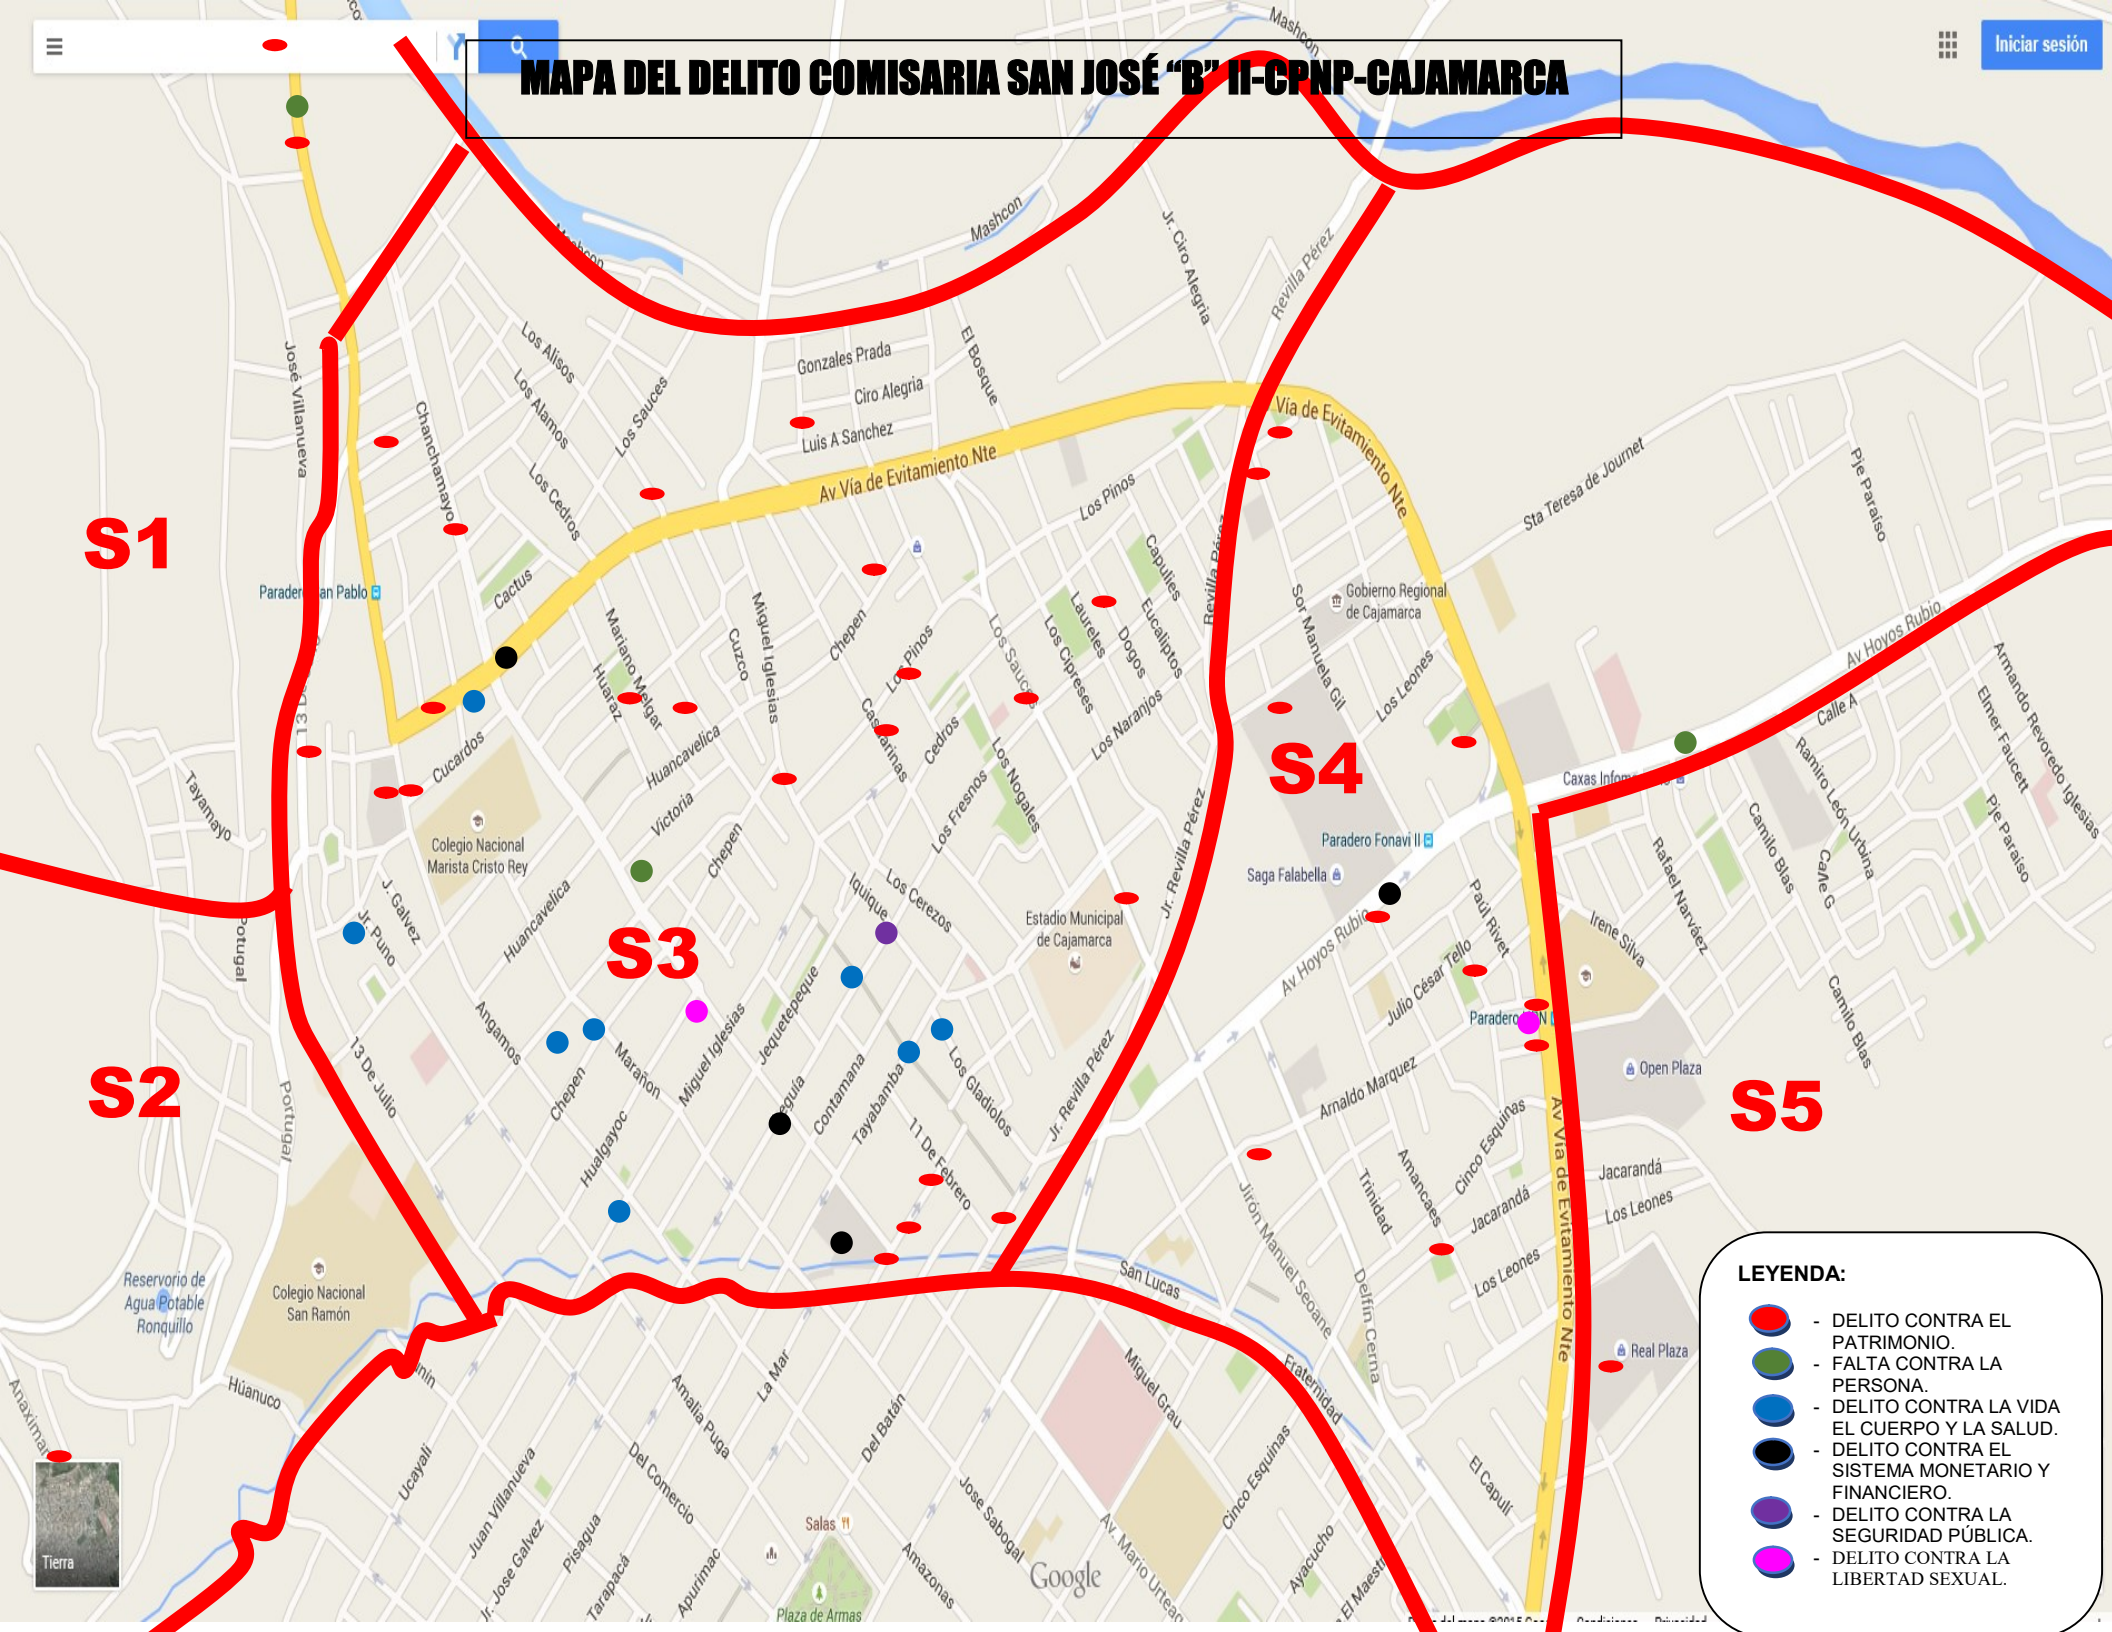 Iniciar sesión
MAPA DEL DELITO COMISARIA SAN JOSÉ “B” II-CPNP-CAJAMARCA
Mashcon
Mashcon
Mashcon
Jr. Ciro Alegria
Revilla Pérez
José Villanueva
Los Alisos
Los Alamos
Los Sauces
Gonzales Prada
Ciro Alegria
Luis A Sanchez
El Bosque
Chanchamayo
Los Cedros
Av Vía de Evitamiento Nte
Vía de Evitamiento Nte
Los Pinos
Sta Teresa de Journet
Pje Paraiso
S1
Paradero San Pablo
Cactus
Mariano Melgar
Huaraz
Cuzco
Miguel Iglesias
Chepen
Los Pinos
Los Sauces
Laureles
Los Cipreses
Dogos
Capulies
Eucaliptos
Revilla Pérez
Sor Manuela Gil
Gobierno Regional
de Cajamarca
Los Leones
Av Hoyos Rubio
Armando Revoredo Iglesias
Elmer Faucett
Calle A
Cucardos
Huancavelica
Casuarinas
Cedros
Los Nogales
Los Naranjos
S4
Caxas
Tayamayo
Colegio Nacional
Marista Cristo Rey
Victoria
Chepen
Los Fresnos
Jr. Revilla Pérez
Paradero Fonavi II
Saga Falabella
Rafael Narváez
Camilo Blas
Ramiro León Urbina
Calle G
Pje Paraiso
J. Galvez
Jr. Puno
Huancavelica
Iquique
Los Cerezos
Estadio Municipal
de Cajamarca
Av Hoyos Rubio
Paúl Rivet
Julio César Tello
Irene Silva
S3
Angamos
Marañon
Miguel Iglesias
Jequetepeque
Camilo Blas
Open Plaza
S2
Portugal
13 De Julio
Chepen
Hualgayoc
Contamana
Tayabamba
Los Gladiolos
11 De Febrero
Jr. Revilla Pérez
Arnaldo Marquez
Cinco Esquinas
S5
Av Vía de Evitamiento Nte
Jacarandá
Los Leones
Trinidad
Amancaes
Jacarandá
Los Leones
Jirón Manuel Seoane
Delfín Cerna
San Lucas
Reservorio de
Agua Potable
Ronquillo
Colegio Nacional
San Ramón
Húanuco
Real Plaza
La Mar
Amalia Puga
Del Batán
Miguel Grau
Fraternidad
Ucayali
Juan Villanueva
Jr. Jose Galvez
Pisagua
Tarapacá
Del Comercio
Apurimac
Salas
Plaza de Armas
Amazonas
Jose Sabogal
Google
Cinco Esquinas
Ayacucho
El Capulí
Tierra
LEYENDA:
- DELITO CONTRA EL
PATRIMONIO.
- FALTA CONTRA LA
PERSONA.
- DELITO CONTRA LA VIDA
EL CUERPO Y LA SALUD.
- DELITO CONTRA EL
SISTEMA MONETARIO Y
FINANCIERO.
- DELITO CONTRA LA
SEGURIDAD PÚBLICA.
- DELITO CONTRA LA
LIBERTAD SEXUAL.